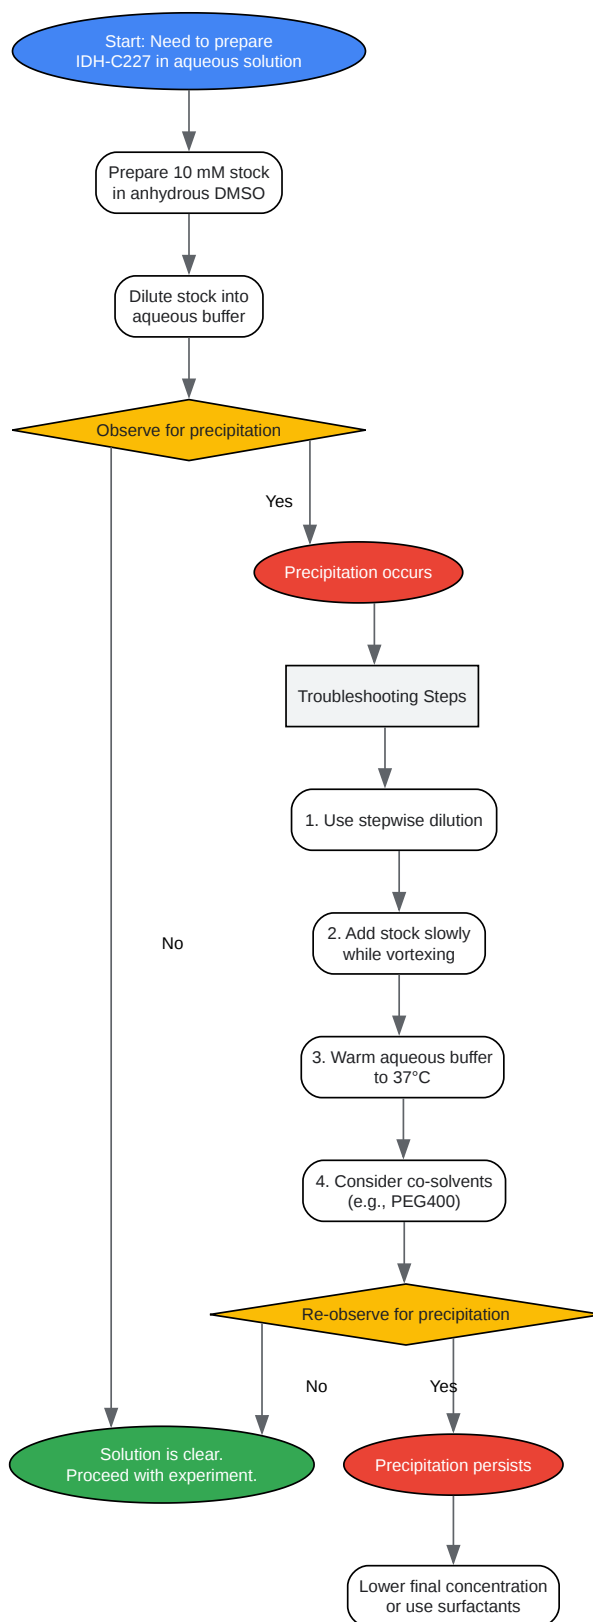 Start: Need to prepare
IDH-C227 in aqueous solution
Prepare 10 mM stock
in anhydrous DMSO
Dilute stock into
aqueous buffer
Observe for precipitation
Yes
Precipitation occurs
Troubleshooting Steps
1. Use stepwise dilution
2. Add stock slowly
while vortexing
No
3. Warm aqueous buffer
to 37°C
4. Consider co-solvents
(e.g., PEG400)
Re-observe for precipitation
No
Yes
Solution is clear.
Proceed with experiment.
Precipitation persists
Lower final concentration
or use surfactants